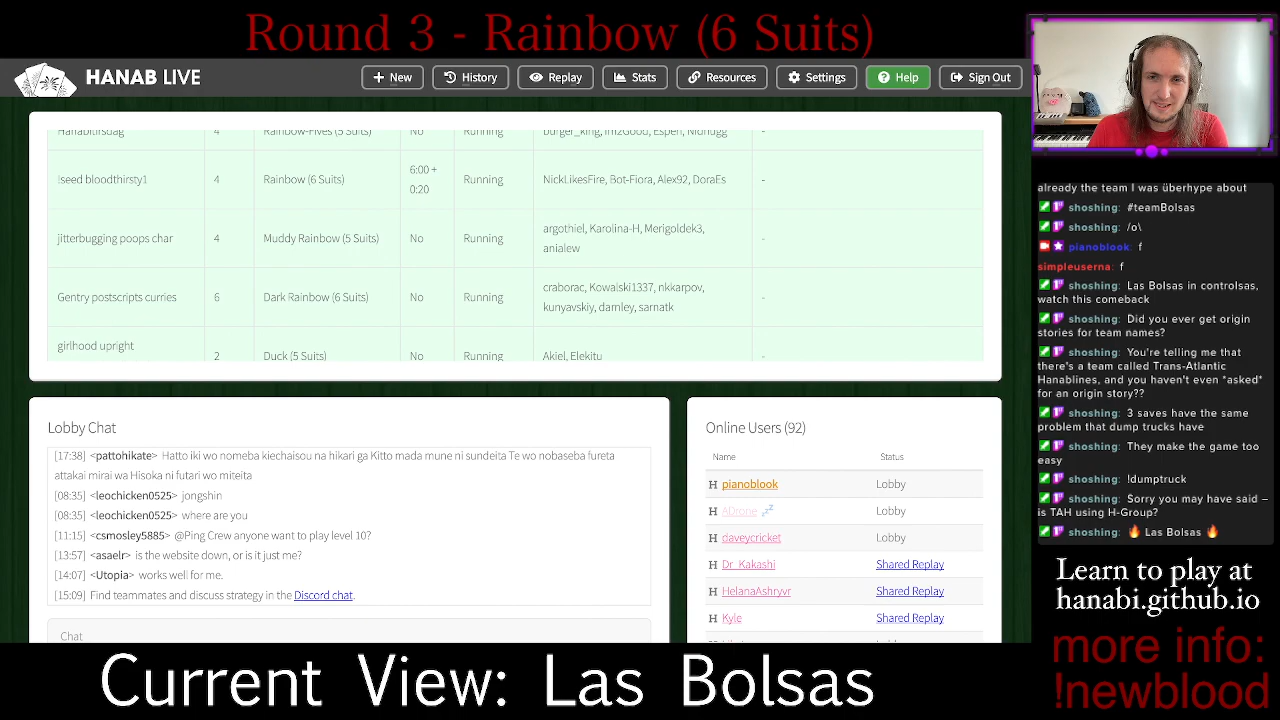 Round 3 - Rainbow (6 Suits)
HANAB LIVE
New
History
Replay
Stats
Resources
Settings
Help
Sign Out
4 Rainbow-Fives (5 Suits) No Running burger_king, Im2Good, Espen, Nidhugg -
!seed bloodthirsty1 4 Rainbow (6 Suits) 6:00 + 0:20 Running NickLikesFire, Bot-Fiora, Alex92, DoraEs -
jitterbugging poops char 4 Muddy Rainbow (5 Suits) No Running argothiel, Karolina-H, Merigoldek3, anialew -
Gentry postscripts curries 6 Dark Rainbow (6 Suits) No Running craborac, Kowalski1337, nkkarpov, kunyavskiy, darnley, sarnatk -
girlhood upright 2 Duck (5 Suits) No Running Akiel, Elekitu -
Lobby Chat
[17:38] <pattohikate> Hatto iki wo nomeba kiechaisou na hikari ga Kitto mada mune ni sundeita Te wo nobaseba fureta
attakai mirai wa Hisoka ni futari wo miteita
[08:35] <leochicken0525> jongshin
[08:35] <leochicken0525> where are you
[11:15] <csmosley5885> @Ping Crew anyone want to play level 10?
[13:57] <asaelr> is the website down, or is it just me?
[14:07] <Utopia> works well for me.
[15:09] Find teammates and discuss strategy in the Discord chat.
Chat
Online Users (92)
Name Status
H pianoblook Lobby
H ADrone 💤 Lobby
H daveycricket Lobby
H Dr_Kakashi Shared Replay
H HelanaAshryvr Shared Replay
H Kyle Shared Replay
already the team I was überhype about
shoshing: #teamBolsas
shoshing: /o\
pianoblook: f
simpleuserna: f
shoshing: Las Bolsas in controlsas,
watch this comeback
shoshing: Did you ever get origin
stories for team names?
shoshing: You're telling me that
there's a team called Trans-Atlantic
Hanablines, and you haven't even *asked*
for an origin story??
shoshing: 3 saves have the same
problem that dump trucks have
shoshing: They make the game too
easy
shoshing: !dumptruck
shoshing: Sorry you may have said –
is TAH using H-Group?
shoshing: 🔥 Las Bolsas 🔥
Learn to play at
hanabi.github.io
more info:
!newblood
Current View: Las Bolsas